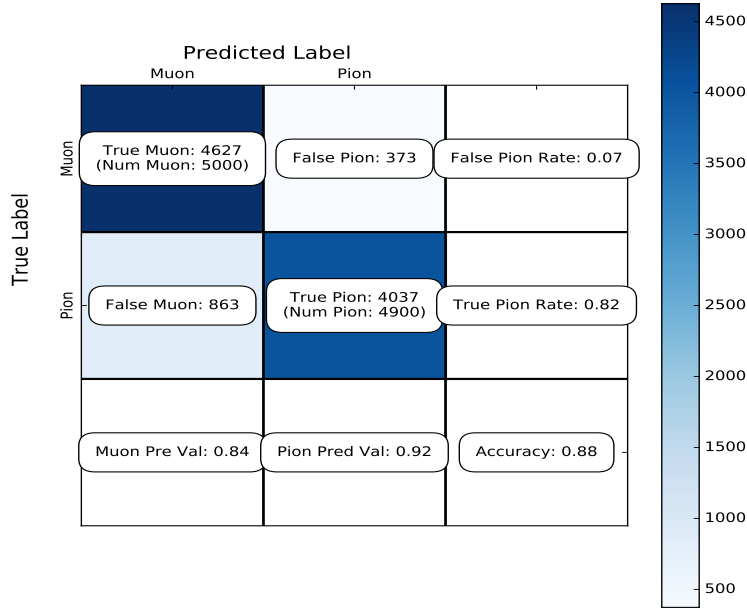 Predicted Label
Muon
Pion
True Label
Muon
True Muon: 4627
(Num Muon: 5000)
False Pion: 373
False Pion Rate: 0.07
Pion
False Muon: 863
True Pion: 4037
(Num Pion: 4900)
True Pion Rate: 0.82
Muon Pre Val: 0.84
Pion Pred Val: 0.92
Accuracy: 0.88
4500
4000
3500
3000
2500
2000
1500
1000
500